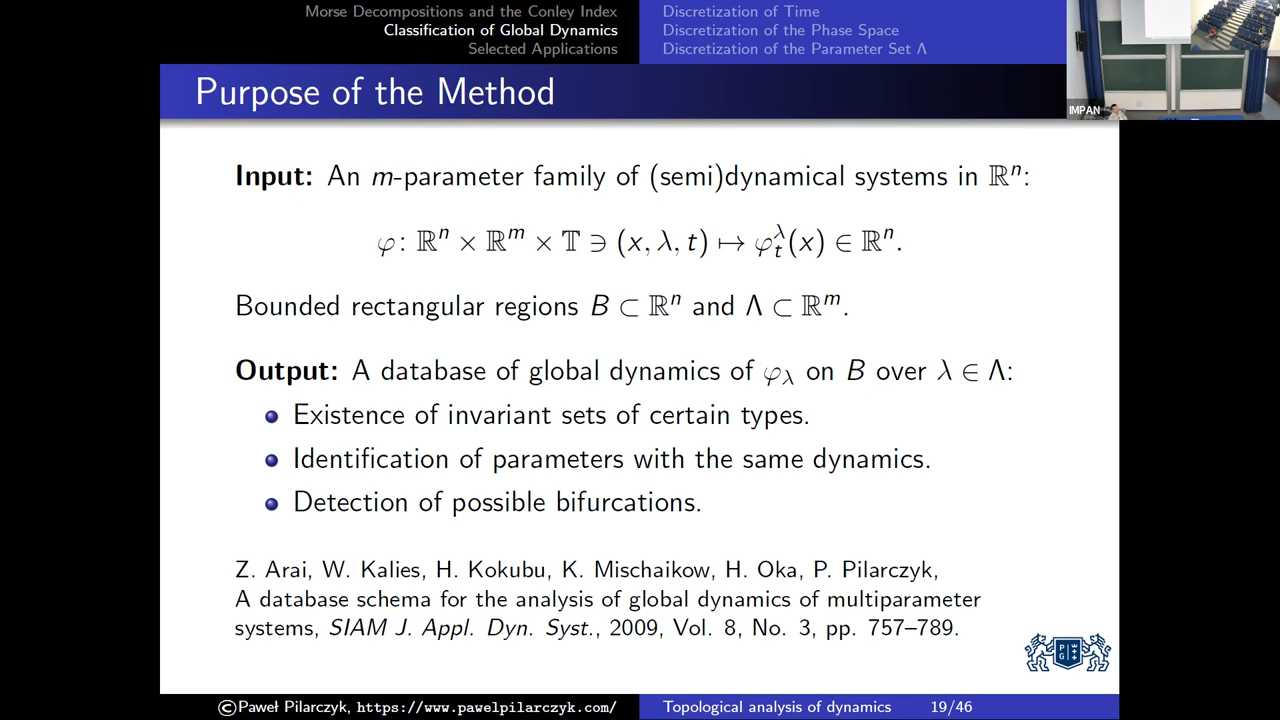 Morse Decompositions and the Conley Index
Classification of Global Dynamics
Selected Applications
Discretization of Time
Discretization of the Phase Space
Discretization of the Parameter Set Λ
IMPAN
Purpose of the Method
Input: An m-parameter family of (semi)dynamical systems in ℝⁿ:
φ: ℝⁿ × ℝᵐ × 𝕋 ∋ (x, λ, t) ↦ φₜ^λ(x) ∈ ℝⁿ.
Bounded rectangular regions B ⊂ ℝⁿ and Λ ⊂ ℝᵐ.
Output: A database of global dynamics of φ_λ on B over λ ∈ Λ:
Existence of invariant sets of certain types.
Identification of parameters with the same dynamics.
Detection of possible bifurcations.
Z. Arai, W. Kalies, H. Kokubu, K. Mischaikow, H. Oka, P. Pilarczyk,
A database schema for the analysis of global dynamics of multiparameter
systems, SIAM J. Appl. Dyn. Syst., 2009, Vol. 8, No. 3, pp. 757–789.
P G
©Paweł Pilarczyk, https://www.pawelpilarczyk.com/
Topological analysis of dynamics
19/46